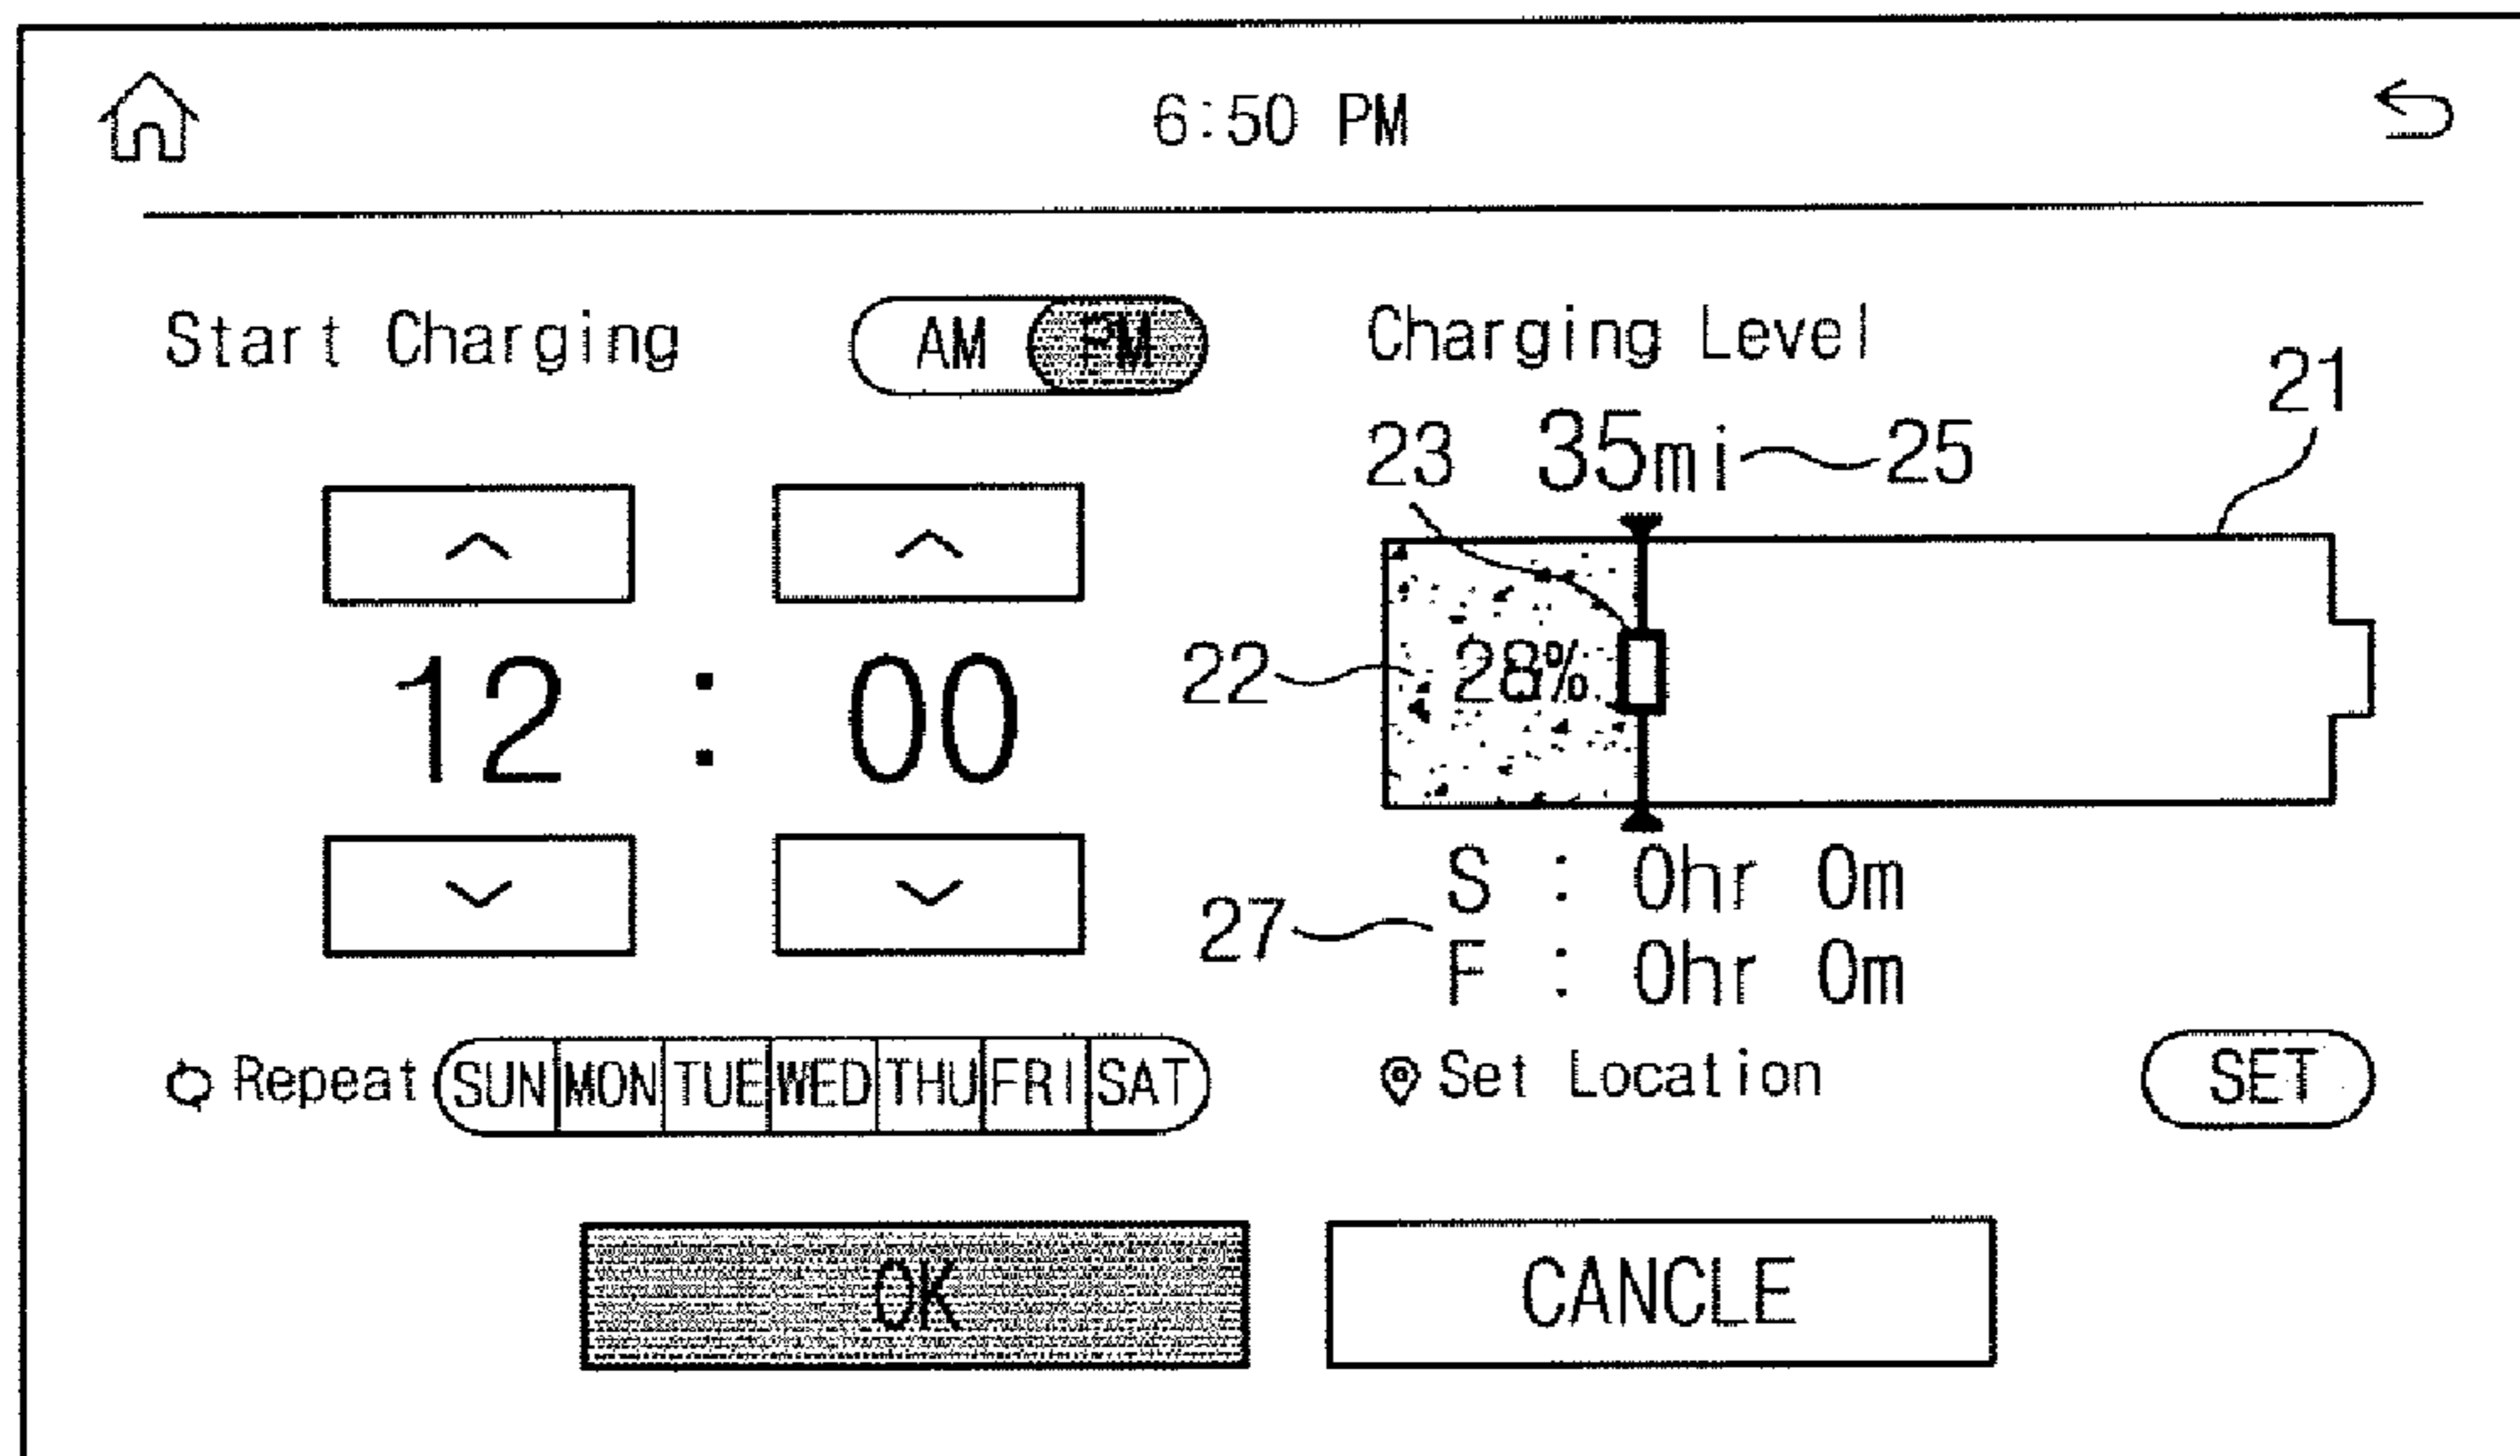 6:50 PM
Start Charging AM PM
Charging Level
21
23 35mi 25
12 : 00
22 28%
S : 0hr 0m
27
F : 0hr 0m
Repeat SUN MON TUE WED THU FRI SAT
Set Location SET
OK CANCLE